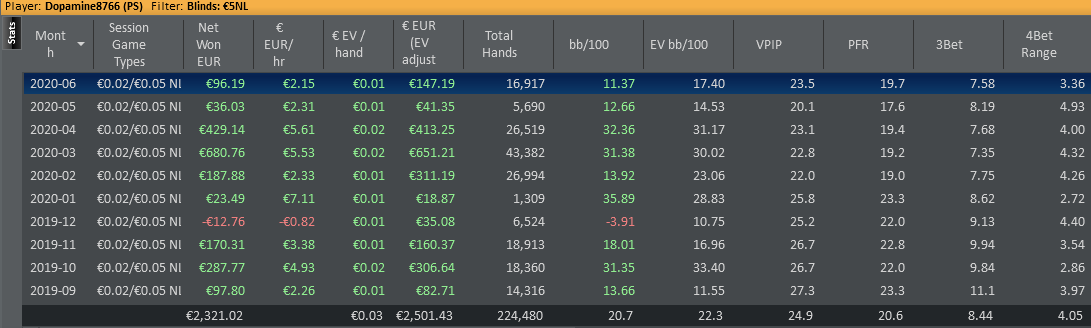 Player: Dopamine8766 (PS) Filter: Blinds: €5NL
Stats
Month Session Game Types Net Won EUR € EUR/hr € EV / hand € EUR (EV adjust Total Hands bb/100 EV bb/100 VPIP PFR 3Bet 4Bet Range
2020-06 €0.02/€0.05 NL €96.19 €2.15 €0.01 €147.19 16,917 11.37 17.40 23.5 19.7 7.58 3.36
2020-05 €0.02/€0.05 NL €36.03 €2.31 €0.01 €41.35 5,690 12.66 14.53 20.1 17.6 8.19 4.93
2020-04 €0.02/€0.05 NL €429.14 €5.61 €0.02 €413.25 26,519 32.36 31.17 23.1 19.4 7.68 4.00
2020-03 €0.02/€0.05 NL €680.76 €5.53 €0.02 €651.21 43,382 31.38 30.02 22.8 19.2 7.35 4.32
2020-02 €0.02/€0.05 NL €187.88 €2.33 €0.01 €311.19 26,994 13.92 23.06 22.0 19.0 7.75 4.26
2020-01 €0.02/€0.05 NL €23.49 €7.11 €0.01 €18.87 1,309 35.89 28.83 25.8 23.3 8.62 2.72
2019-12 €0.02/€0.05 NL -€12.76 -€0.82 €0.01 €35.08 6,524 -3.91 10.75 25.2 22.0 9.13 4.40
2019-11 €0.02/€0.05 NL €170.31 €3.38 €0.01 €160.37 18,913 18.01 16.96 26.7 22.8 9.94 3.54
2019-10 €0.02/€0.05 NL €287.77 €4.93 €0.02 €306.64 18,360 31.35 33.40 26.7 22.0 9.84 2.86
2019-09 €0.02/€0.05 NL €97.80 €2.26 €0.01 €82.71 14,316 13.66 11.55 27.3 23.3 11.1 3.97
€2,321.02 €0.03 €2,501.43 224,480 20.7 22.3 24.9 20.6 8.44 4.05